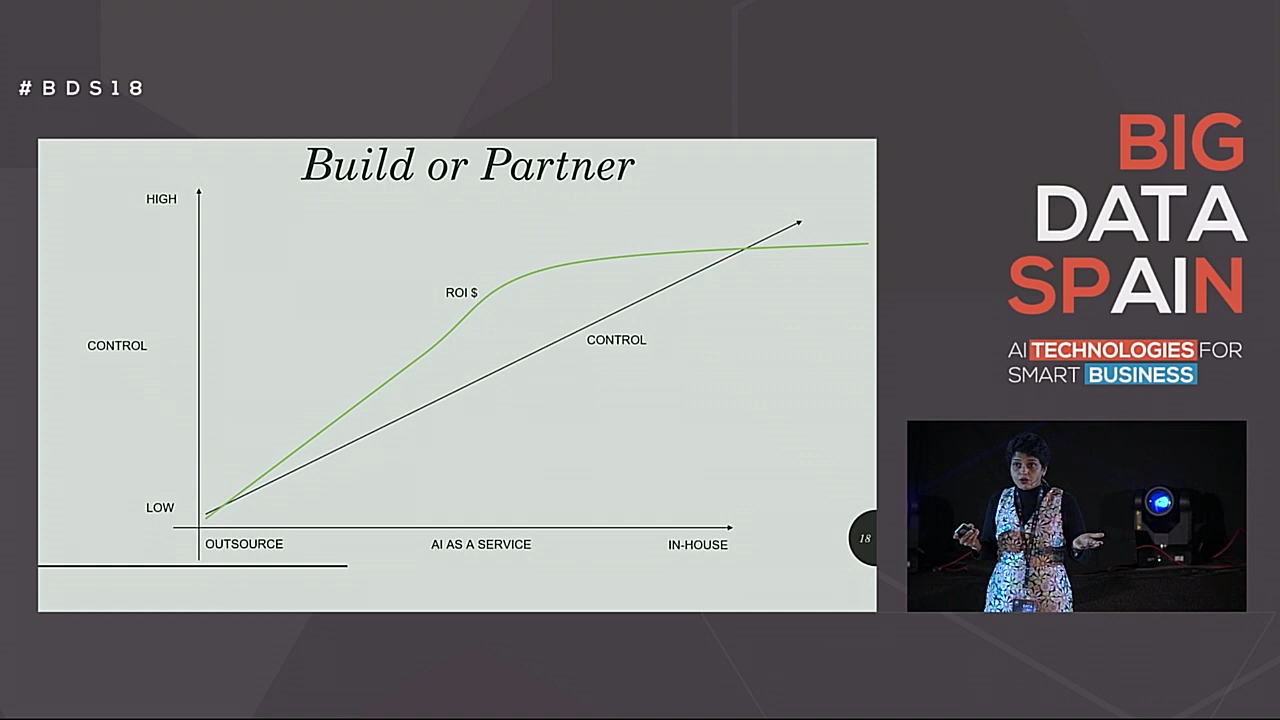 #BDS18
Build or Partner
HIGH
ROI $
CONTROL
CONTROL
LOW
OUTSOURCE
AI AS A SERVICE
IN-HOUSE
18
BIG
DATA
SPAIN
AI TECHNOLOGIES FOR
SMART BUSINESS